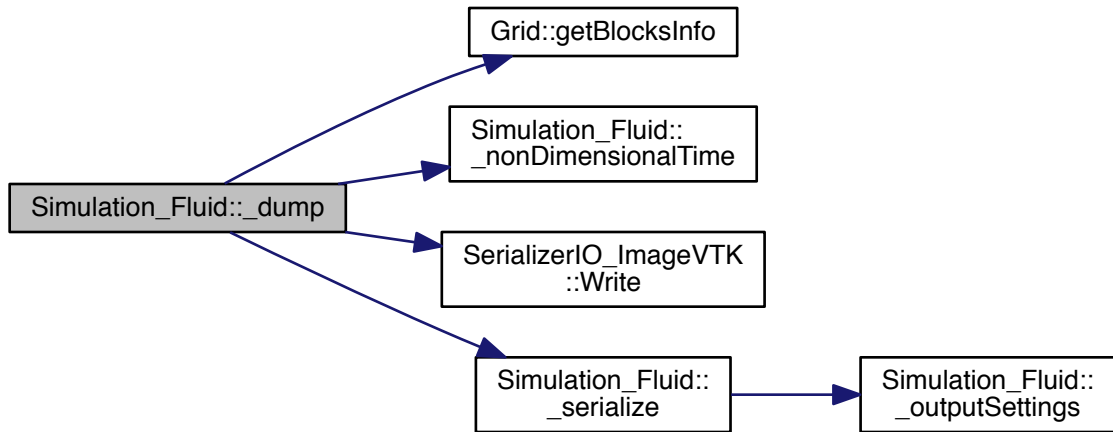 Grid::getBlocksInfo
Simulation_Fluid::
_nonDimensionalTime
Simulation_Fluid::_dump
SerializerIO_ImageVTK
::Write
Simulation_Fluid::
_serialize
Simulation_Fluid::
_outputSettings